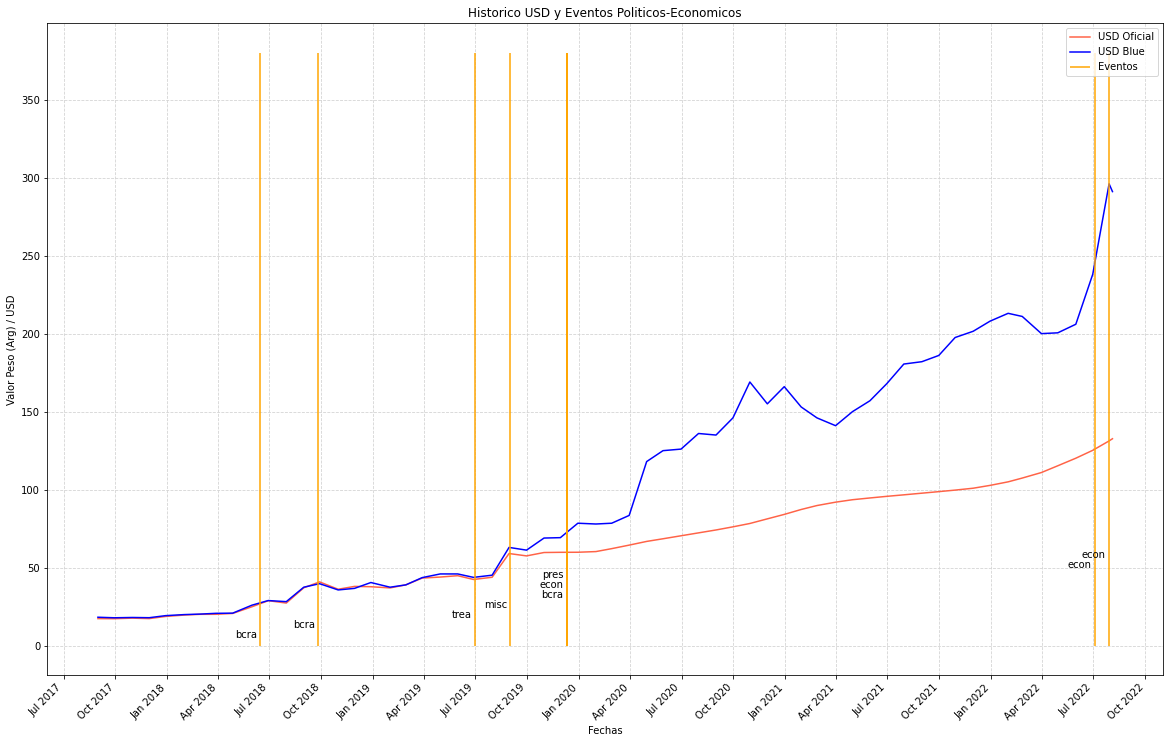 Historico USD y Eventos Politicos-Economicos
USD Oficial
USD Blue
Eventos
Valor Peso (Arg) / USD
350
300
250
200
150
100
50
0
bcra
bcra
trea
misc
pres
econ
bcra
econ
econ
Jul 2017
Oct 2017
Jan 2018
Apr 2018
Jul 2018
Oct 2018
Jan 2019
Apr 2019
Jul 2019
Oct 2019
Jan 2020
Apr 2020
Jul 2020
Oct 2020
Jan 2021
Apr 2021
Jul 2021
Oct 2021
Jan 2022
Apr 2022
Jul 2022
Oct 2022
Fechas